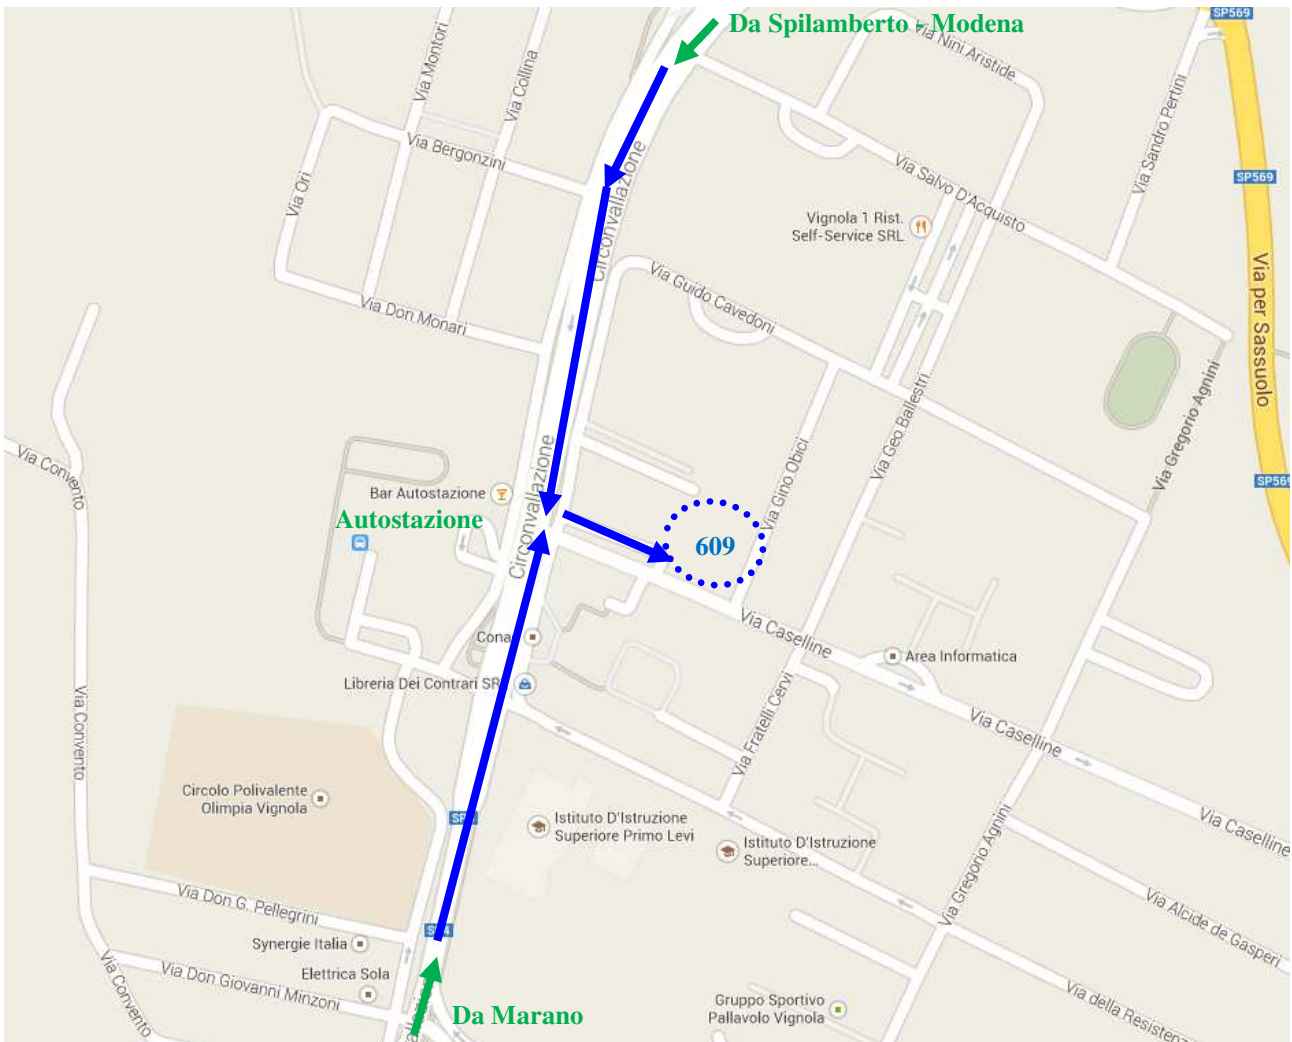 Da Spilamberto - Modena
SP569
Via Nini Aristide
Via Montori
Via Collina
Via Sandro Pertini
Via Bergonzini
Circonvallazione
Via Salvo D'Acquisto
SP569
Via Ori
Vignola 1 Rist.
Self-Service SRL
Via Guido Cavedoni
Via per Sassuolo
Via Don Monari
Via Gregorio Agnini
Via Geo Ballestri
Via Gino Obici
Via Convento
Circonvallazione
Bar Autostazione
SP569
Autostazione
609
Via Caselline
Cona
Area Informatica
Libreria Dei Contrari SR
Via Convento
Via Fratelli Cervi
Via Caselline
Circolo Polivalente
Olimpia Vignola
Istituto D'Istruzione
Superiore Primo Levi
Istituto D'Istruzione
Superiore...
Via Caselline
Via Gregorio Agnini
Via Don G. Pellegrini
Via Alcide de Gasperi
Synergie Italia
Via Don Giovanni Minzoni
Elettrica Sola
Via Convento
Gruppo Sportivo
Pallavolo Vignola
Via della Resistenz
Da Marano